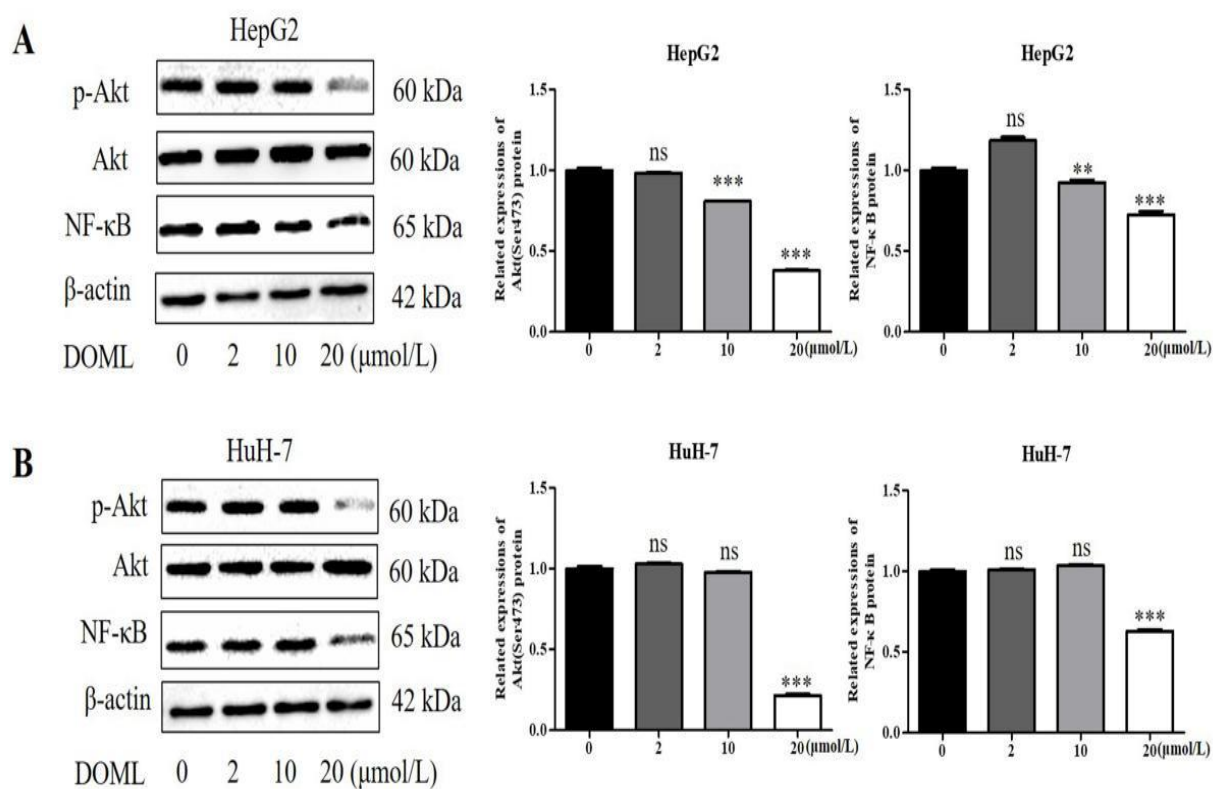 A
HepG2
p-Akt
60 kDa
Akt
60 kDa
NF-κB
65 kDa
β-actin
42 kDa
DOML 0 2 10 20 (μmol/L)
HepG2
Related expressions of
Akt(Ser473) protein
1.5
1.0
0.5
0.0
ns
***
***
0 2 10 20(μmol/L)
HepG2
Related expressions of
NF-κ B protein
1.5
1.0
0.5
0.0
ns
**
***
0 2 10 20(μmol/L)
B
HuH-7
p-Akt
60 kDa
Akt
60 kDa
NF-κB
65 kDa
β-actin
42 kDa
DOML 0 2 10 20 (μmol/L)
HuH-7
Related expressions of
Akt(Ser473) protein
1.5
1.0
0.5
0.0
ns
ns
***
0 2 10 20(μmol/L)
HuH-7
Related expressions of
NF-κ B protein
1.5
1.0
0.5
0.0
ns
ns
***
0 2 10 20(μmol/L)